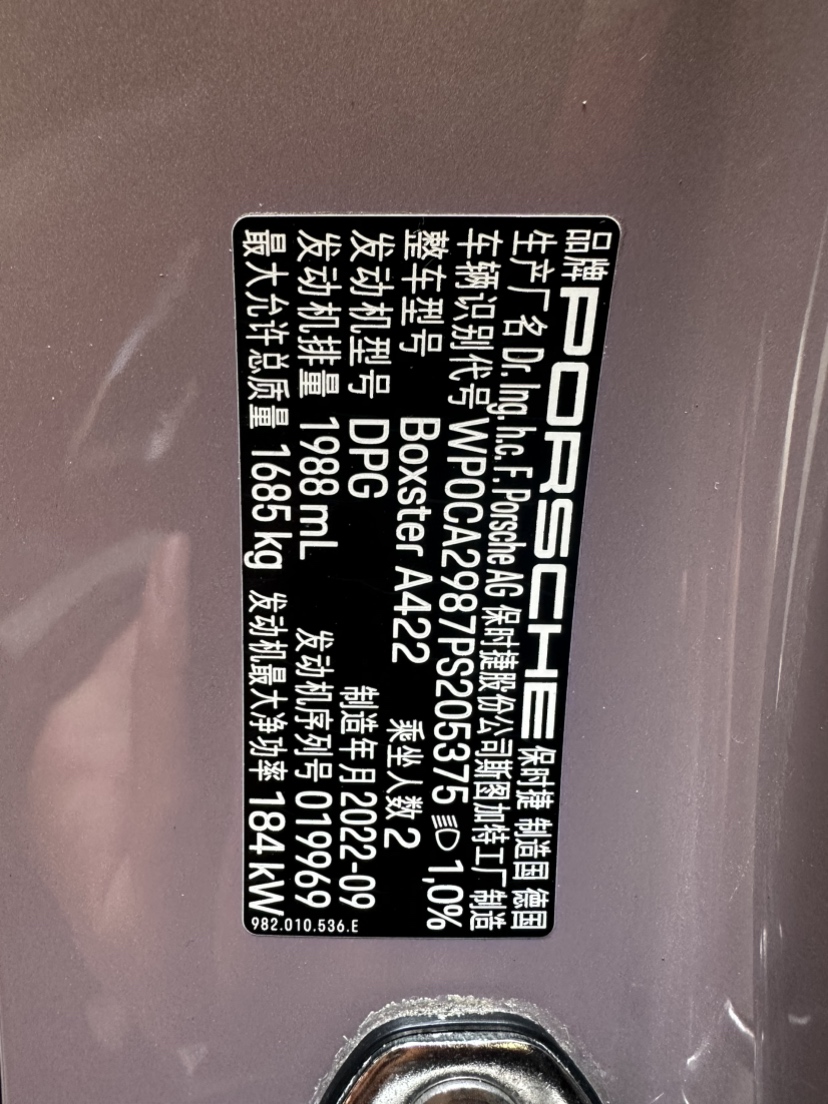 品牌 PORSCHE 保时捷 制造国 德国
生产厂名 Dr. Ing. h.c. F. Porsche AG 保时捷股份公司斯图加特工厂制造
车辆识别代号 WP0CA2987PS205375 1,0%
整车型号 Boxster A422 乘坐人数 2
发动机型号 DPG 制造年月 2022-09
发动机排量 1988 mL 发动机序列号 019969
最大允许总质量 1685 kg 发动机最大净功率 184 kW
982.010.536.E